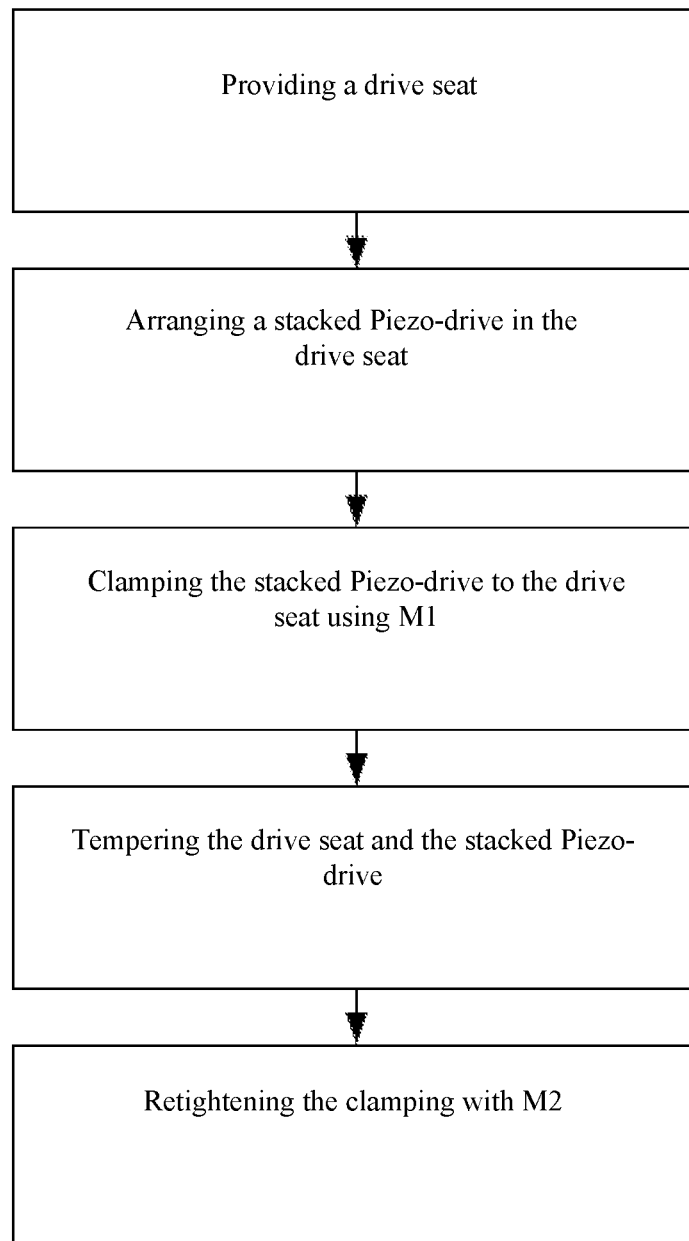 Providing a drive seat
Arranging a stacked Piezo-drive in the
drive seat
Clamping the stacked Piezo-drive to the drive
seat using M1
Tempering the drive seat and the stacked Piezo-
drive
Retightening the clamping with M2